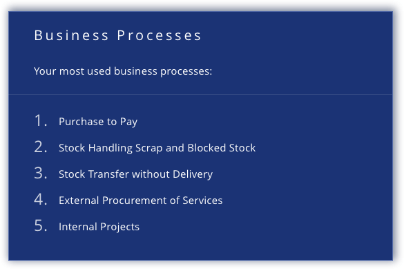 Business Processes
Your most used business processes:
1. Purchase to Pay
2. Stock Handling Scrap and Blocked Stock
3. Stock Transfer without Delivery
4. External Procurement of Services
5. Internal Projects